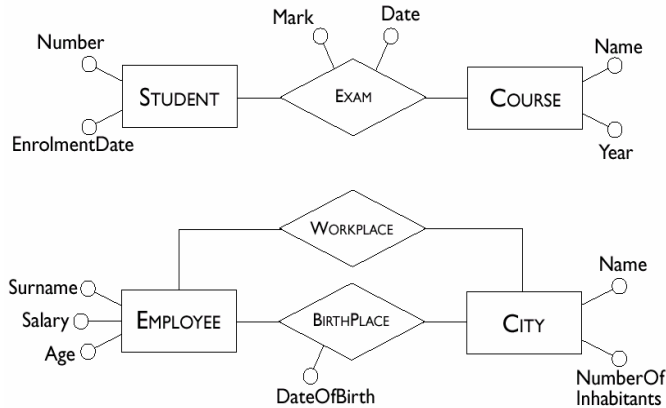 Mark
Date
Number
Name
STUDENT
EXAM
COURSE
EnrolmentDate
Year
WORKPLACE
Name
Surname
Salary
EMPLOYEE
BIRTHPLACE
CITY
Age
DateOfBirth
NumberOf
Inhabitants